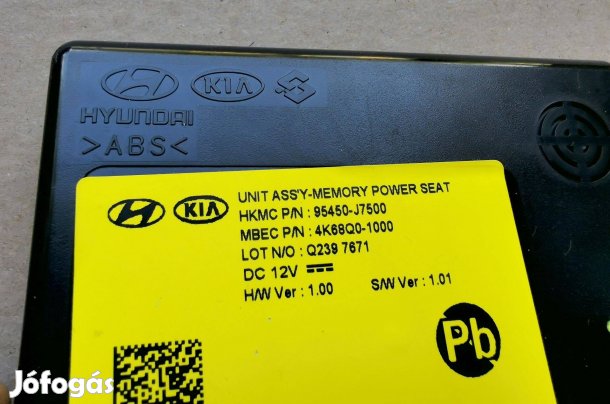 KIA
HYUNDAI
>ABS<
KIA
UNIT ASS'Y-MEMORY POWER SEAT
HKMC P/N : 95450-J7500
MBEC P/N : 4K68Q0-1000
LOT N/O : Q239 7671
DC 12V
H/W Ver : 1.00 S/W Ver : 1.01
Pb
Jófogás